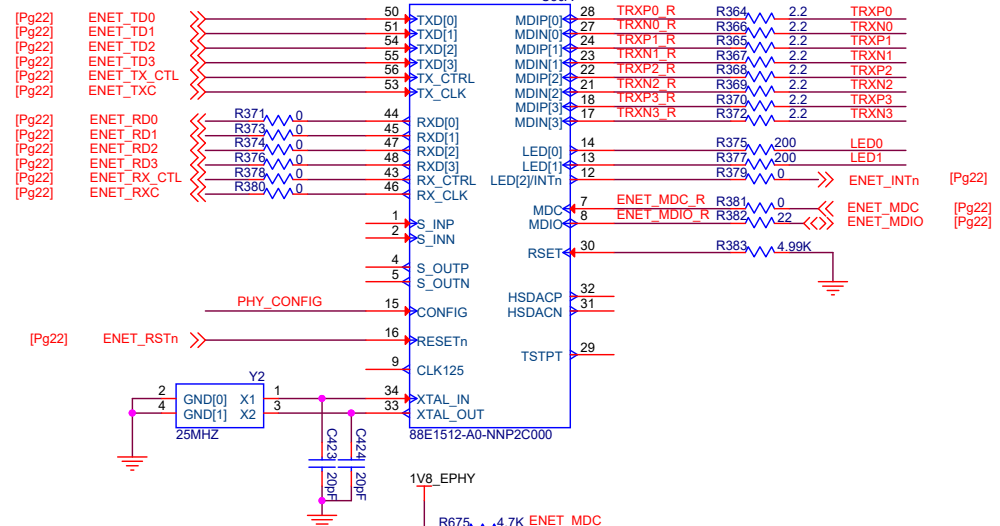 50 TXD[0] MDIP[0] 28 TRXP0_R R364 2.2 TRXP0
[Pg22] ENET_TD0
[Pg22] ENET_TD1 51 TXD[1] MDIN[0] 27 TRXN0_R R366 2.2 TRXN0
[Pg22] ENET_TD2 54 TXD[2] MDIP[1] 24 TRXP1_R R365 2.2 TRXP1
[Pg22] ENET_TD3 55 TXD[3] MDIN[1] 23 TRXN1_R R367 2.2 TRXN1
[Pg22] ENET_TX_CTL 56 TX_CTRL MDIP[2] 22 TRXP2_R R368 2.2 TRXP2
[Pg22] ENET_TXC 53 TX_CLK MDIN[2] 21 TRXN2_R R369 2.2 TRXN2
MDIP[3] 18 TRXP3_R R370 2.2 TRXP3
MDIN[3] 17 TRXN3_R R372 2.2 TRXN3
[Pg22] ENET_RD0 R371 0 44 RXD[0]
[Pg22] ENET_RD1 R373 0 45 RXD[1]
[Pg22] ENET_RD2 R374 0 47 RXD[2] LED[0] 14 R375 200 LED0
[Pg22] ENET_RD3 R376 0 48 RXD[3] LED[1] 13 R377 200 LED1
[Pg22] ENET_RX_CTL R378 0 43 RX_CTRL LED[2]/INTn 12 R379 0 ENET_INTn [Pg22]
[Pg22] ENET_RXC R380 0 46 RX_CLK
MDC 7 ENET_MDC_R R381 0 ENET_MDC [Pg22]
1 S_INP MDIO 8 ENET_MDIO_R R382 22 ENET_MDIO [Pg22]
2 S_INN
RSET 30 R383 4.99K
4 S_OUTP
5 S_OUTN
HSDACP 32
PHY_CONFIG 15 CONFIG HSDACN 31
[Pg22] ENET_RSTn 16 RESETn
TSTPT 29
9 CLK125
Y2
2 GND[0] X1 1 34 XTAL_IN
4 GND[1] X2 3 33 XTAL_OUT
25MHZ 88E1512-A0-NNP2C000
C423 20pF
C424 20pF
1V8_EPHY
R675 4.7K ENET_MDC